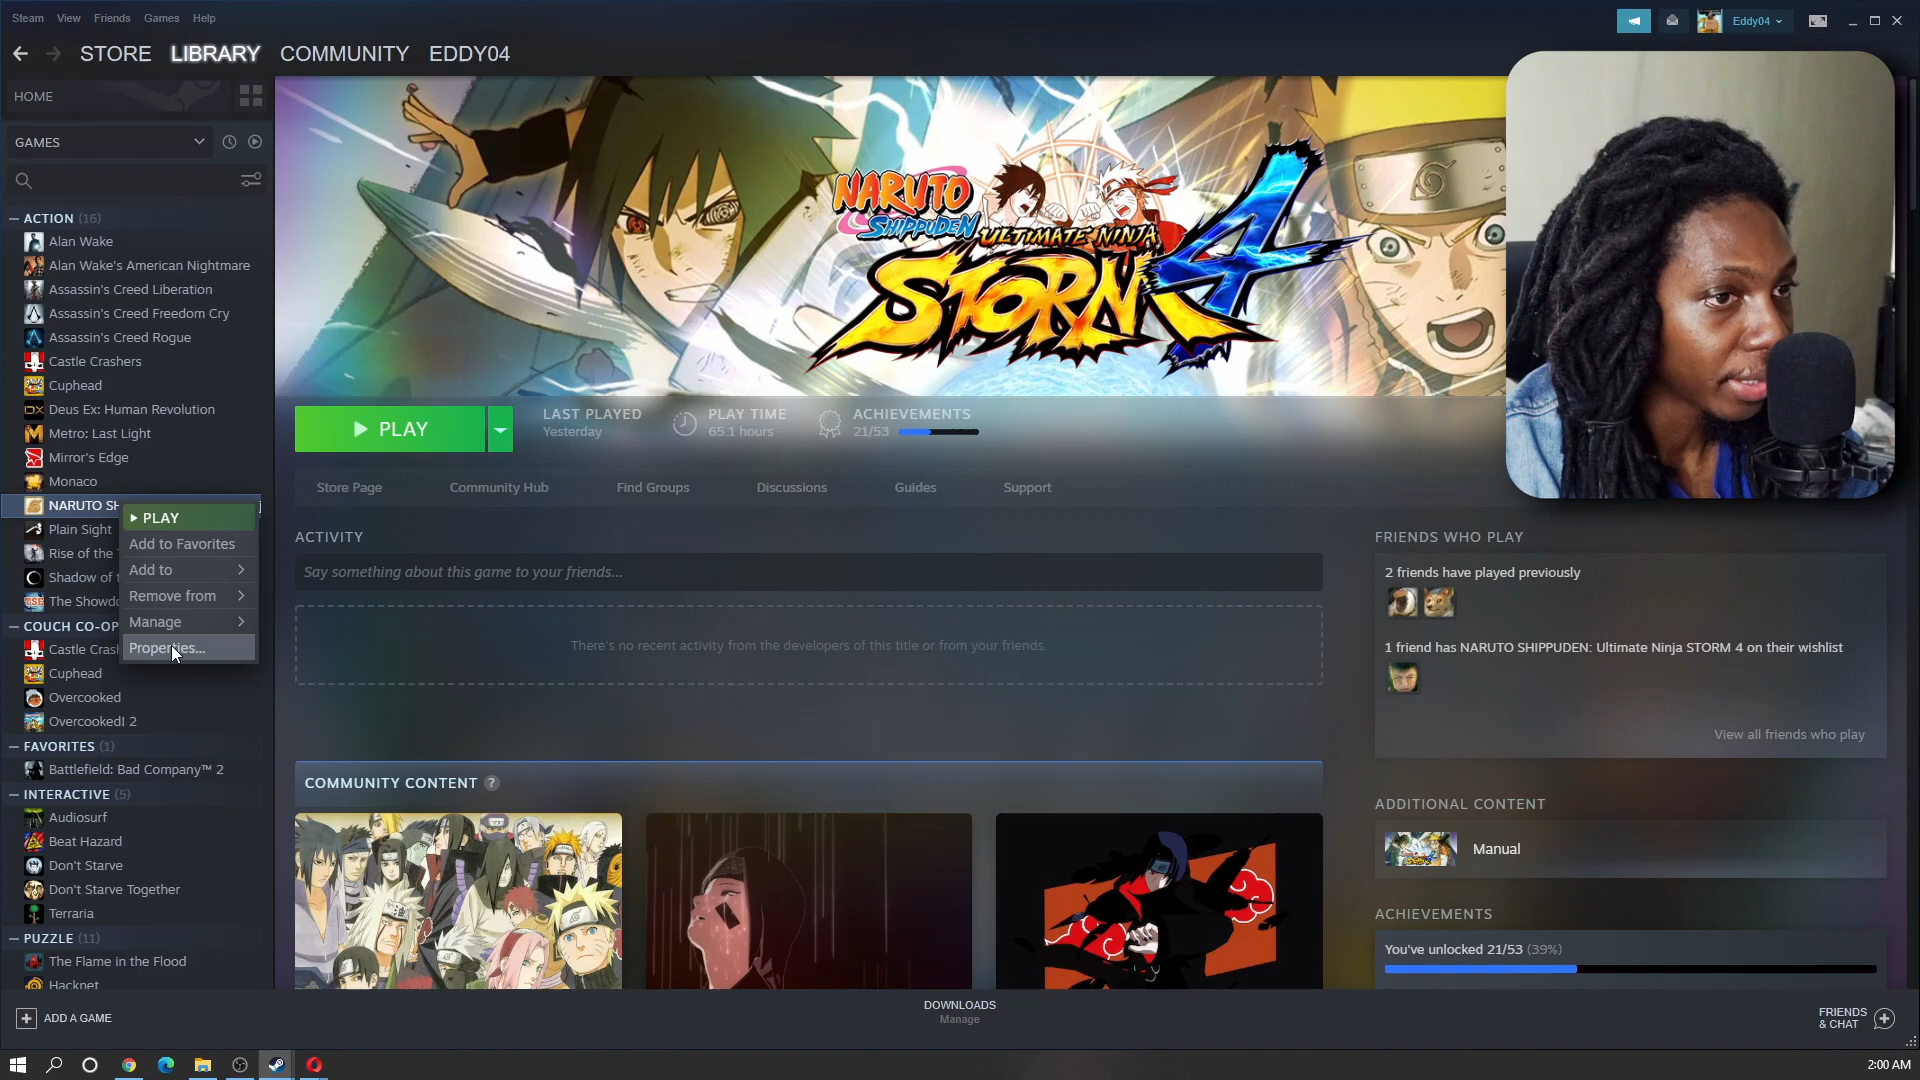 Steam View Friends Games Help
Eddy04
STORE LIBRARY COMMUNITY EDDY04
HOME
GAMES
ACTION (16)
Alan Wake
Alan Wake's American Nightmare
Assassin's Creed Liberation
Assassin's Creed Freedom Cry
Assassin's Creed Rogue
Castle Crashers
Cuphead
Deus Ex: Human Revolution
Metro: Last Light
Mirror's Edge
Monaco
NARUTO SH
Plain Sight
Rise of the
Shadow of
The Showdo
COUCH CO-OP
Castle Crash
Cuphead
Overcooked
Overcooked! 2
FAVORITES (1)
Battlefield: Bad Company™ 2
INTERACTIVE (5)
Audiosurf
Beat Hazard
Don't Starve
Don't Starve Together
Terraria
PUZZLE (11)
The Flame in the Flood
Hacknet
PLAY
Add to Favorites
Add to
Remove from
Manage
Properties...
NARUTO
SHIPPUDEN
ULTIMATE NINJA
STORM 4
PLAY
LAST PLAYED
Yesterday
PLAY TIME
65.1 hours
ACHIEVEMENTS
21/53
Store Page Community Hub Find Groups Discussions Guides Support
ACTIVITY
Say something about this game to your friends...
There's no recent activity from the developers of this title or from your friends.
COMMUNITY CONTENT ?
FRIENDS WHO PLAY
2 friends have played previously
1 friend has NARUTO SHIPPUDEN: Ultimate Ninja STORM 4 on their wishlist
View all friends who play
ADDITIONAL CONTENT
Manual
ACHIEVEMENTS
You've unlocked 21/53 (39%)
ADD A GAME
DOWNLOADS
Manage
FRIENDS
& CHAT
2:00 AM